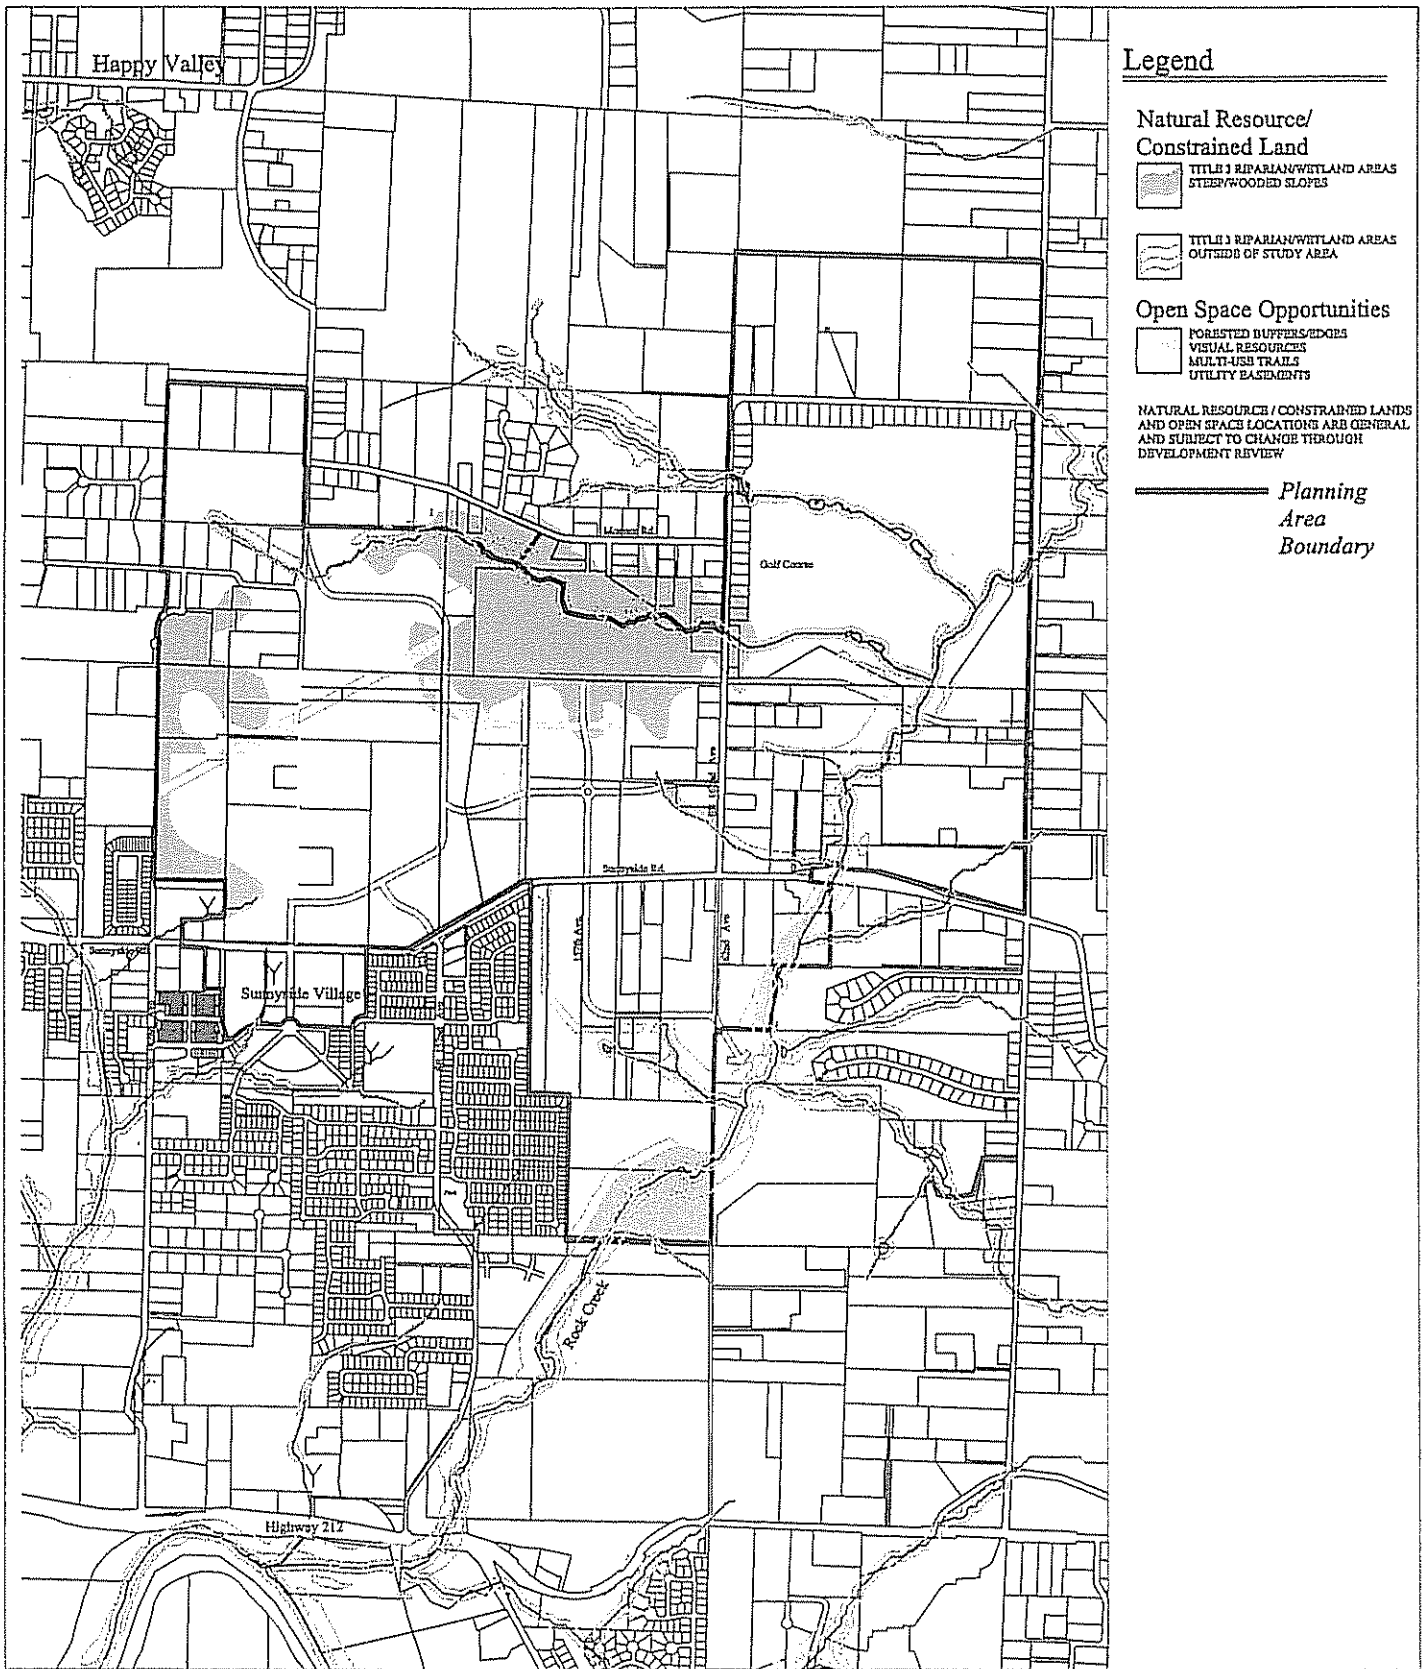 Happy Valley
Legend
Natural Resource/
Constrained Land
TITLE 3 RIPARIAN/WETLAND AREAS
STEEP/WOODED SLOPES
TITLE 3 RIPARIAN/WETLAND AREAS
OUTSIDE OF STUDY AREA
Open Space Opportunities
FORESTED BUFFERS/EDGES
VISUAL RESOURCES
MULTI-USE TRAILS
UTILITY EASEMENTS
NATURAL RESOURCE / CONSTRAINED LANDS
AND OPEN SPACE LOCATIONS ARE GENERAL
AND SUBJECT TO CHANGE THROUGH
DEVELOPMENT REVIEW
Planning
Area
Boundary
Golf Course
Sunnyside Rd.
Sunnyside Village
Park
Rock Creek
Highway 212